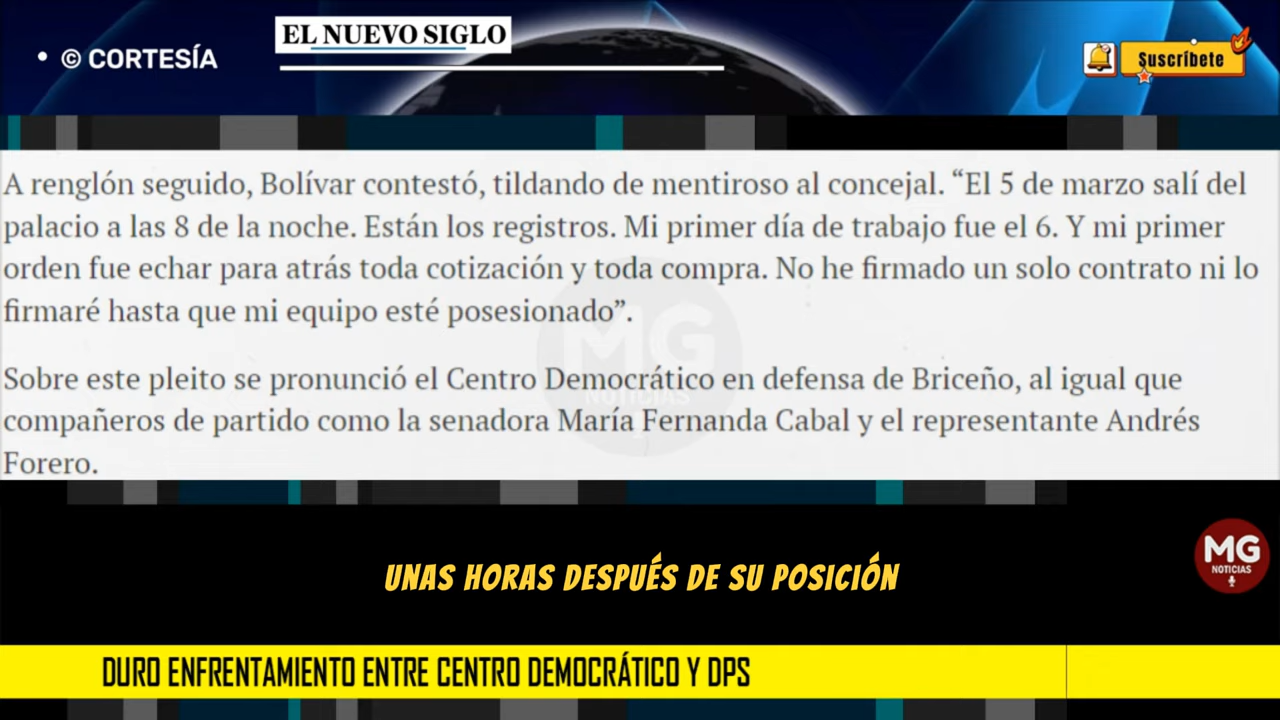 • © CORTESÍA
EL NUEVO SIGLO
Suscríbete
A renglón seguido, Bolívar contestó, tildando de mentiroso al concejal. “El 5 de marzo salí del
palacio a las 8 de la noche. Están los registros. Mi primer día de trabajo fue el 6. Y mi primer
orden fue echar para atrás toda cotización y toda compra. No he firmado un solo contrato ni lo
firmaré hasta que mi equipo esté posesionado”.
MG
NOTICIAS
Sobre este pleito se pronunció el Centro Democrático en defensa de Briceño, al igual que
compañeros de partido como la senadora María Fernanda Cabal y el representante Andrés
Forero.
UNAS HORAS DESPUÉS DE SU POSICIÓN
MG
NOTICIAS
DURO ENFRENTAMIENTO ENTRE CENTRO DEMOCRÁTICO Y DPS